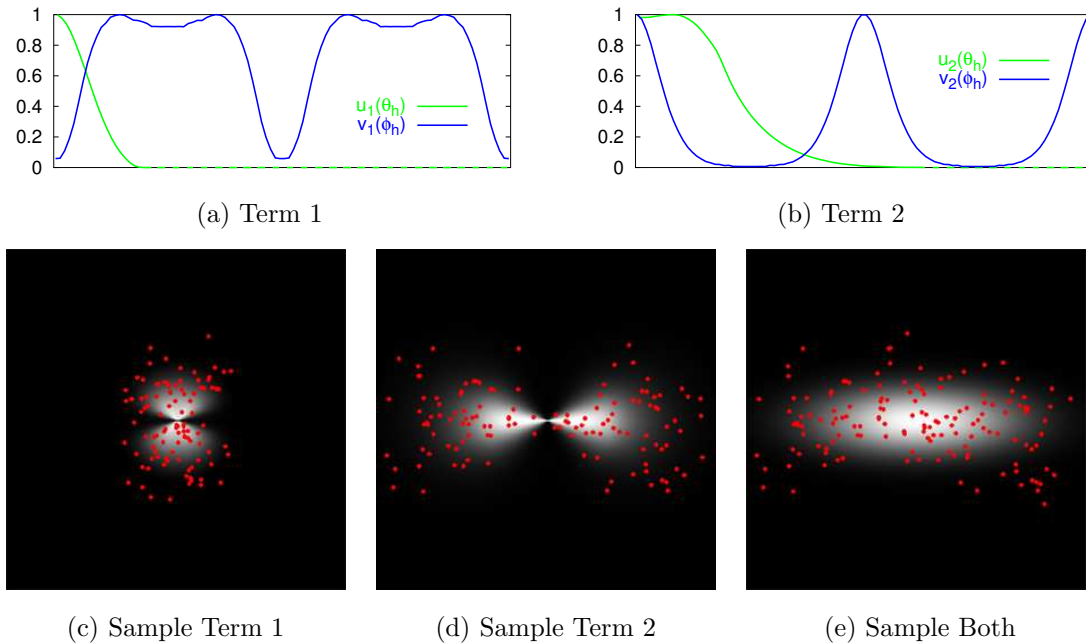 1
0.8
0.6
0.4
0.2
0
u1(θh)
v1(ϕh)
(a) Term 1
1
0.8
0.6
0.4
0.2
0
u2(θh)
v2(ϕh)
(b) Term 2
(c) Sample Term 1
(d) Sample Term 2
(e) Sample Both